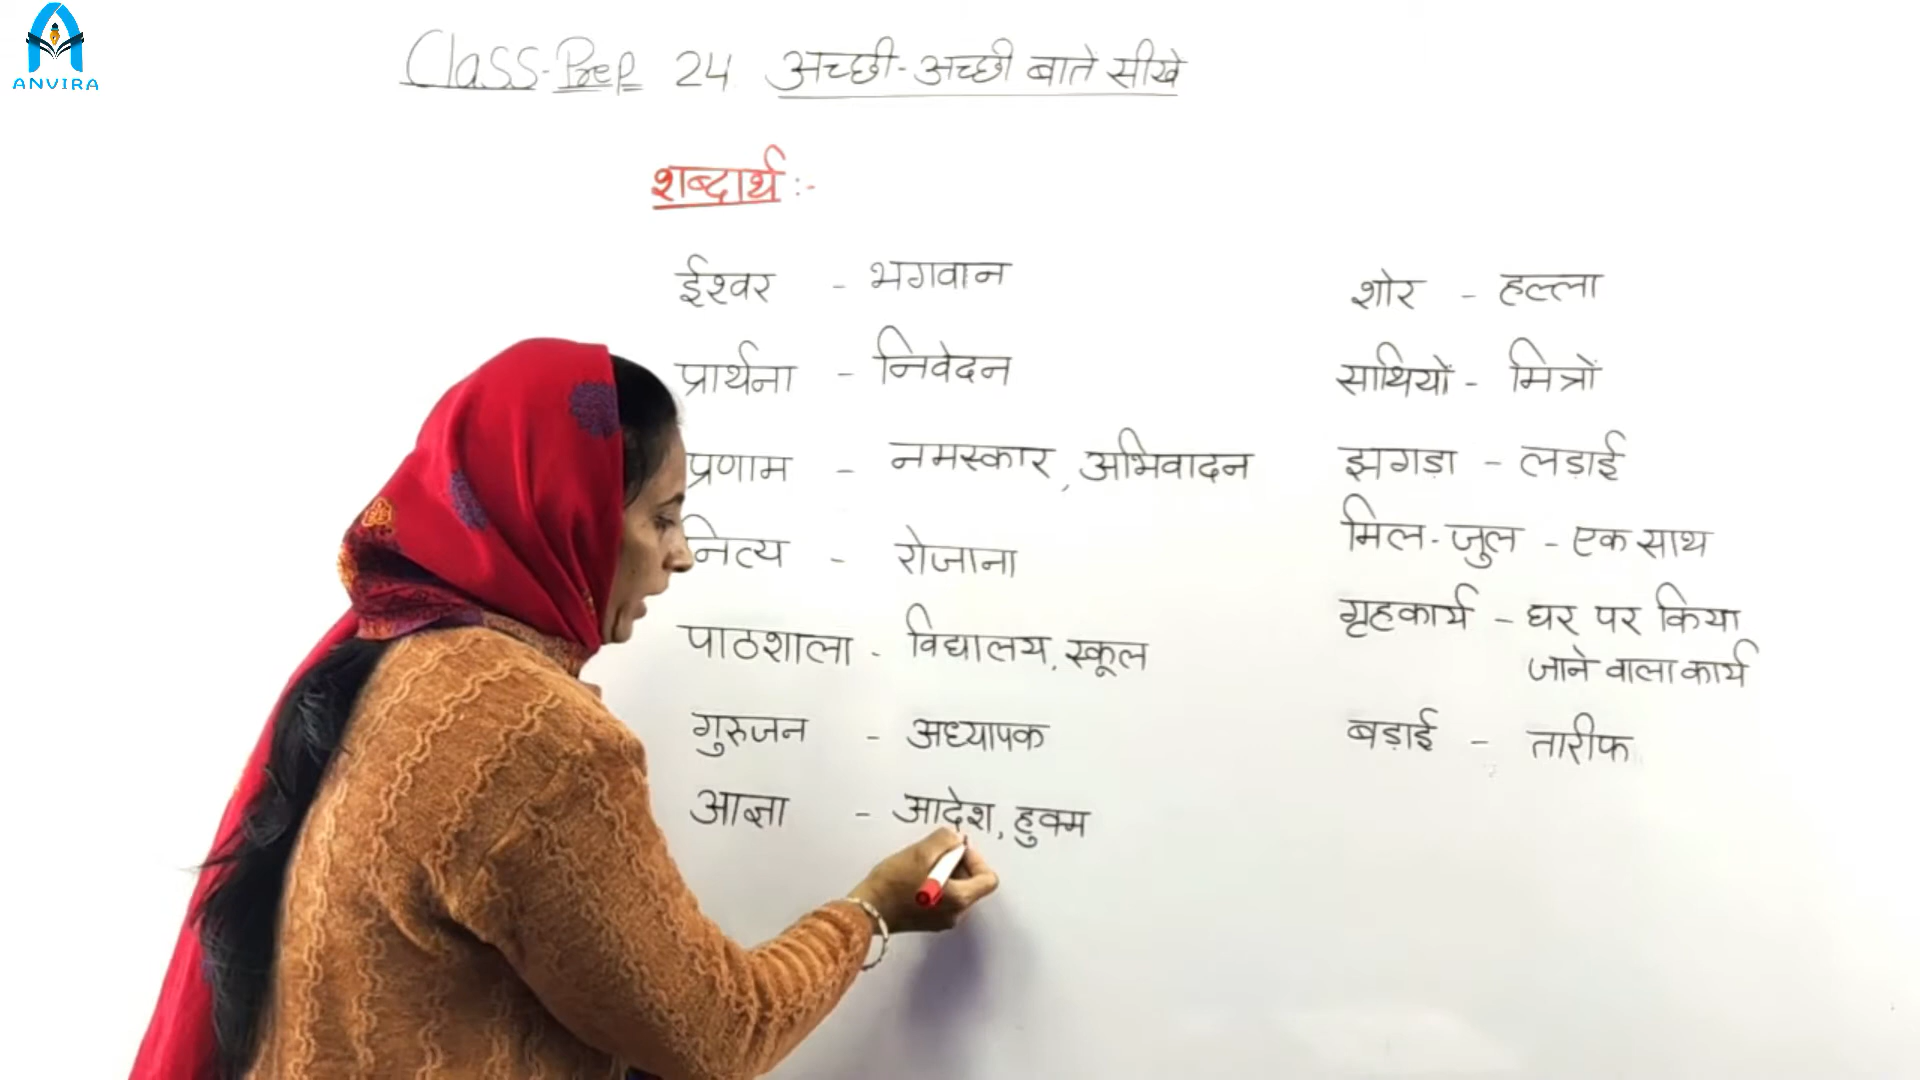 ANVIRA
Class-Prep 24 अच्छी-अच्छी बाते सीखे
शब्दार्थ :-
ईश्वर - भगवान
प्रार्थना - निवेदन
प्रणाम - नमस्कार, अभिवादन
नित्य - रोजाना
पाठशाला - विद्यालय, स्कूल
गुरुजन - अध्यापक
आज्ञा - आदेश, हुक्म
शोर - हल्ला
साथियों - मित्रों
झगड़ा - लड़ाई
मिल-जुल - एक साथ
गृहकार्य - घर पर किया
जाने वाला कार्य
बड़ाई - तारीफ